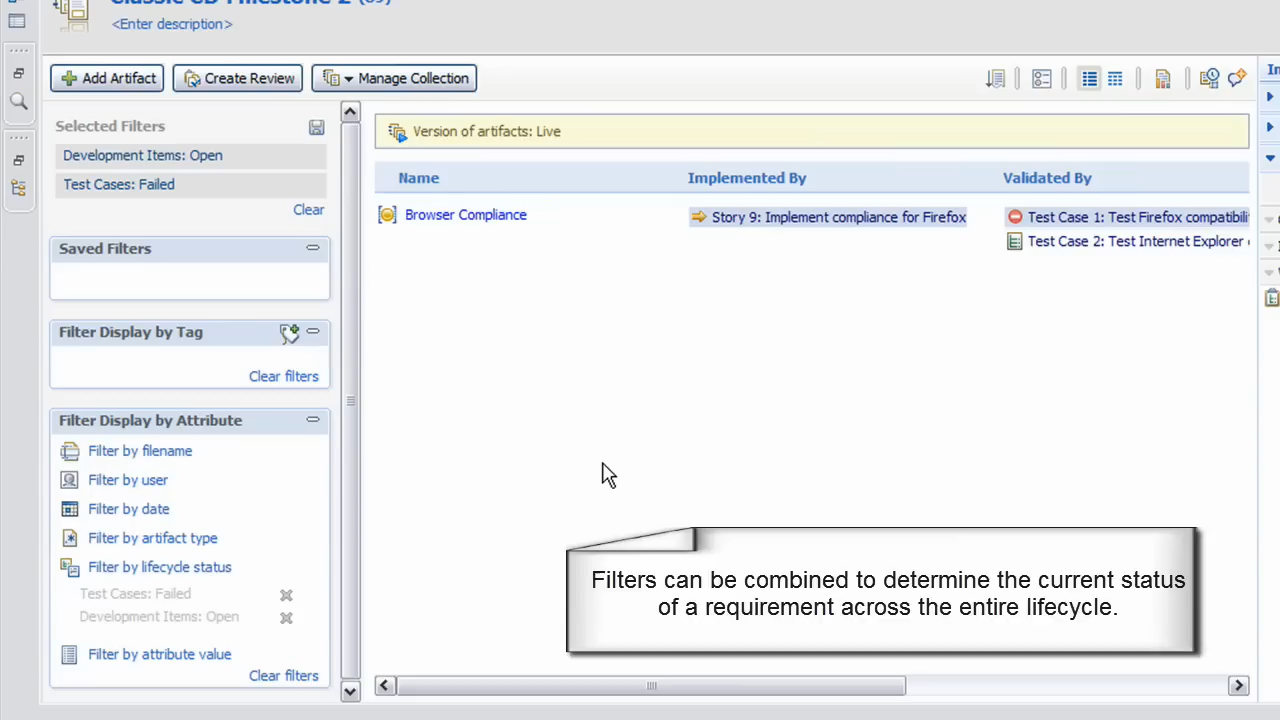 Classic CD Milestone 2
<Enter description>
Add Artifact
Create Review
Manage Collection
Selected Filters
Development Items: Open
Test Cases: Failed
Clear
Saved Filters
Filter Display by Tag
Clear filters
Filter Display by Attribute
Filter by filename
Filter by user
Filter by date
Filter by artifact type
Filter by lifecycle status
Test Cases: Failed
Development Items: Open
Filter by attribute value
Clear filters
Version of artifacts: Live
Name Implemented By Validated By
Browser Compliance Story 9: Implement compliance for Firefox Test Case 1: Test Firefox
Test Case 2: Test Internet Explorer
Filters can be combined to determine the current status
of a requirement across the entire lifecycle.